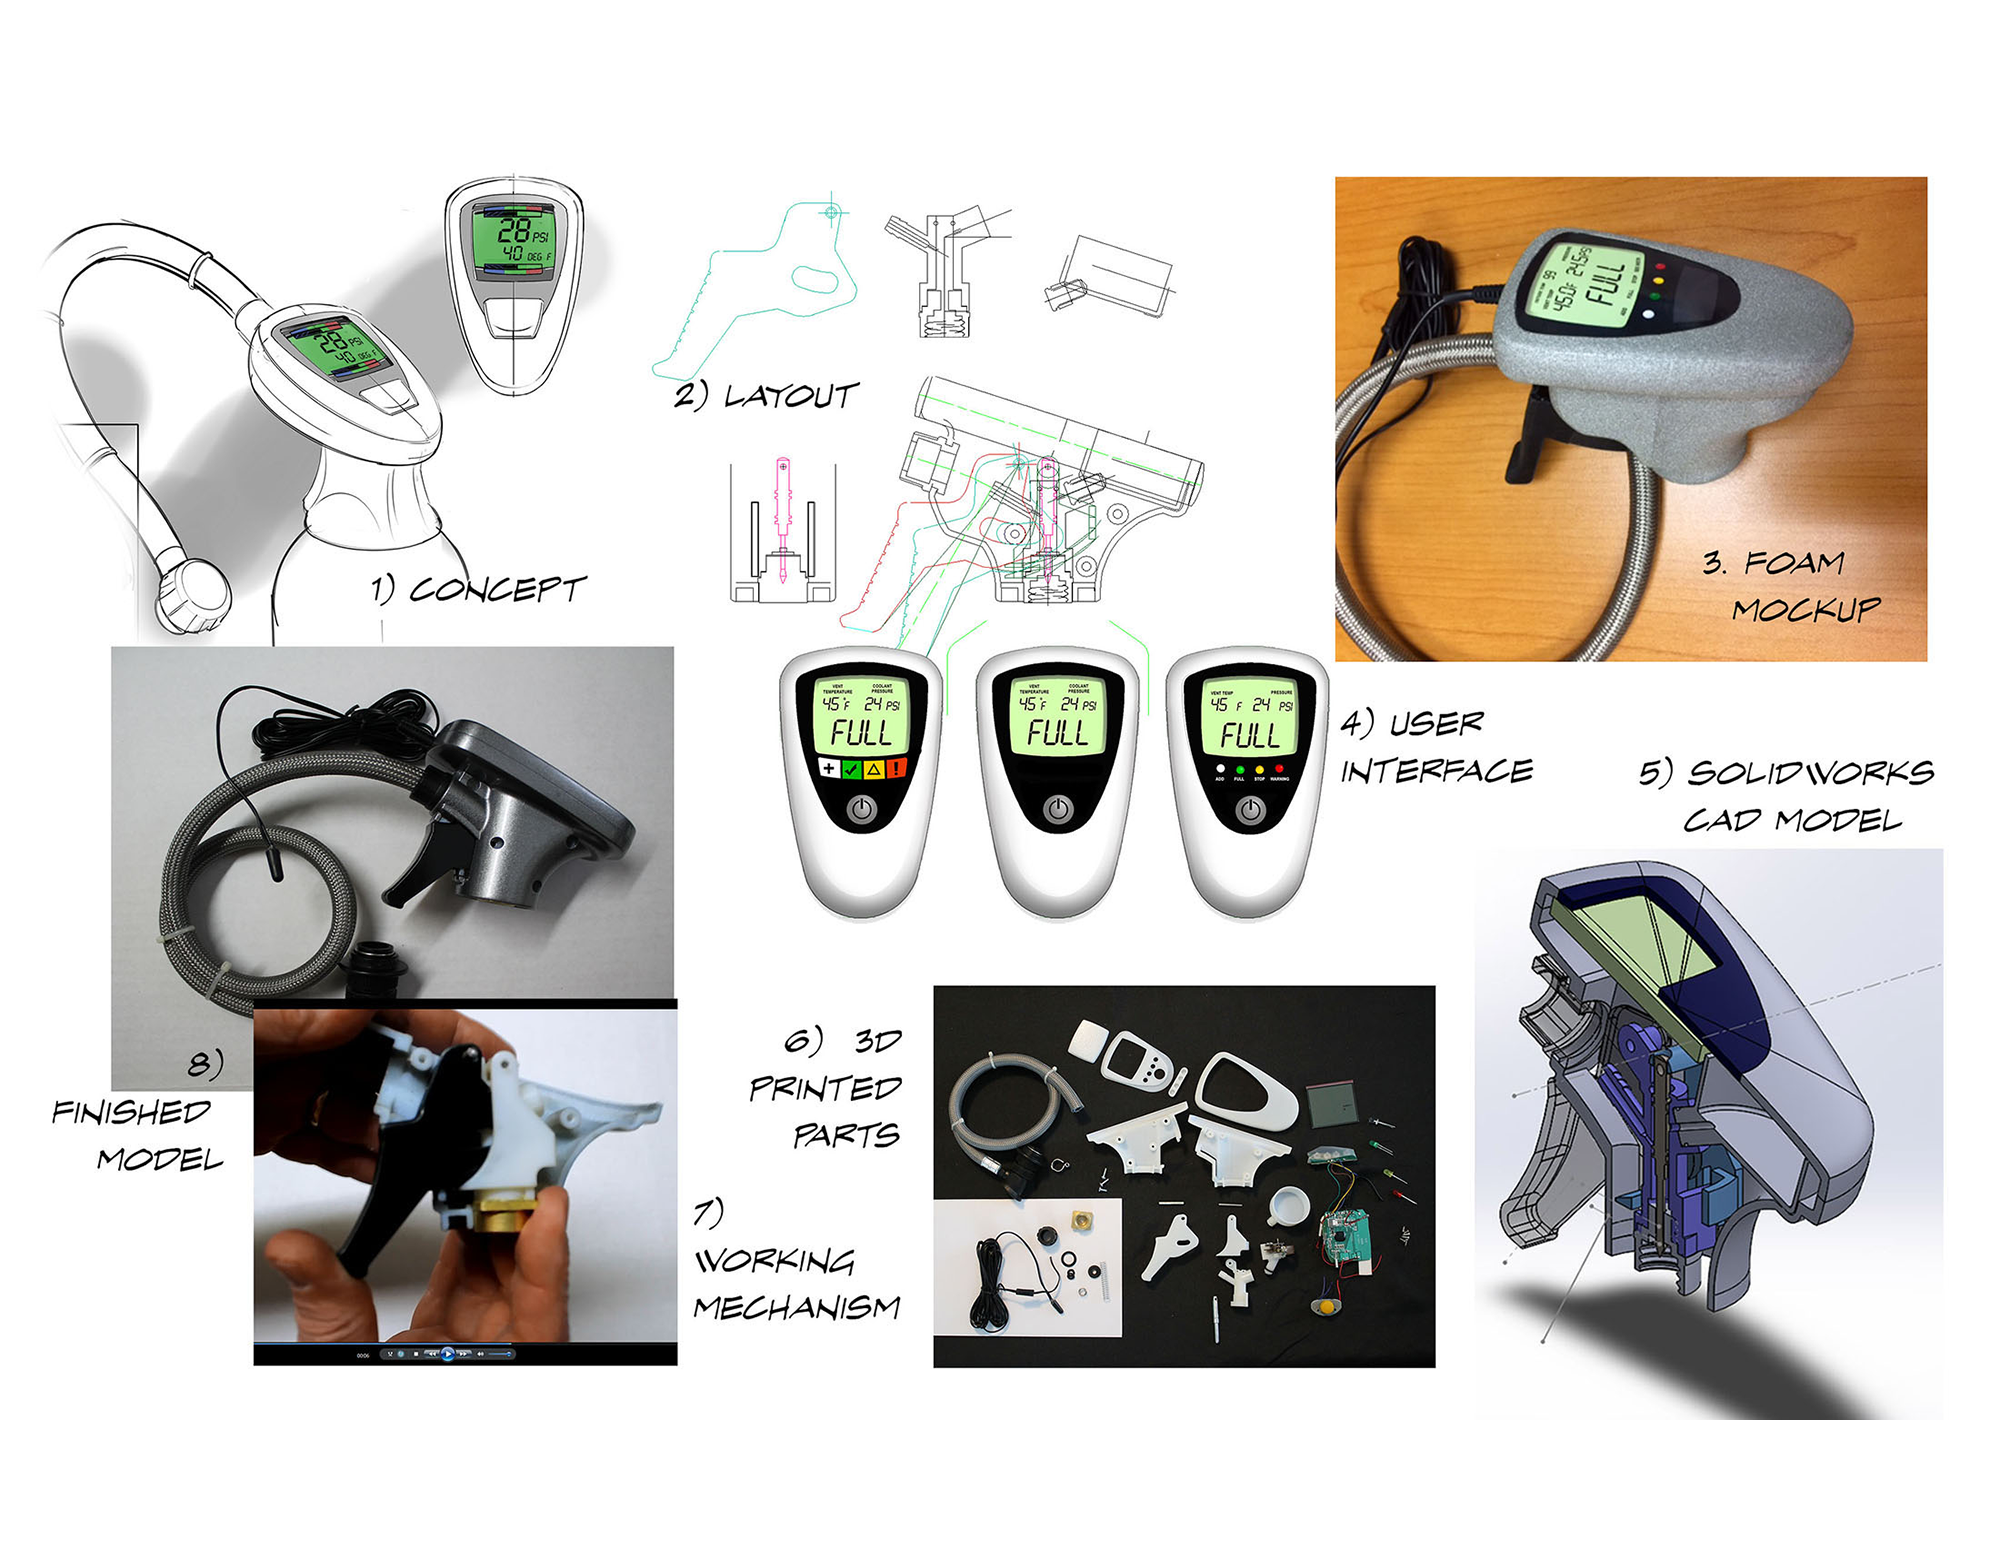 28 PSI
40 DEG F
28 PSI
40 DEG F
1) CONCEPT
2) LAYOUT
45.0F 24.5PSI
FULL
3. FOAM
MOCKUP
VENT TEMPERATURE
COOLANT PRESSURE
45°F 24 PSI
FULL
VENT TEMPERATURE
COOLANT PRESSURE
45°F 24 PSI
FULL
VENT TEMP PRESSURE
45 F 24 PSI
FULL
ADD FULL STOP WARNING
4) USER
INTERFACE
5) SOLIDWORKS
CAD MODEL
6) 3D
PRINTED
PARTS
7)
WORKING
MECHANISM
8)
FINISHED
MODEL
00:06